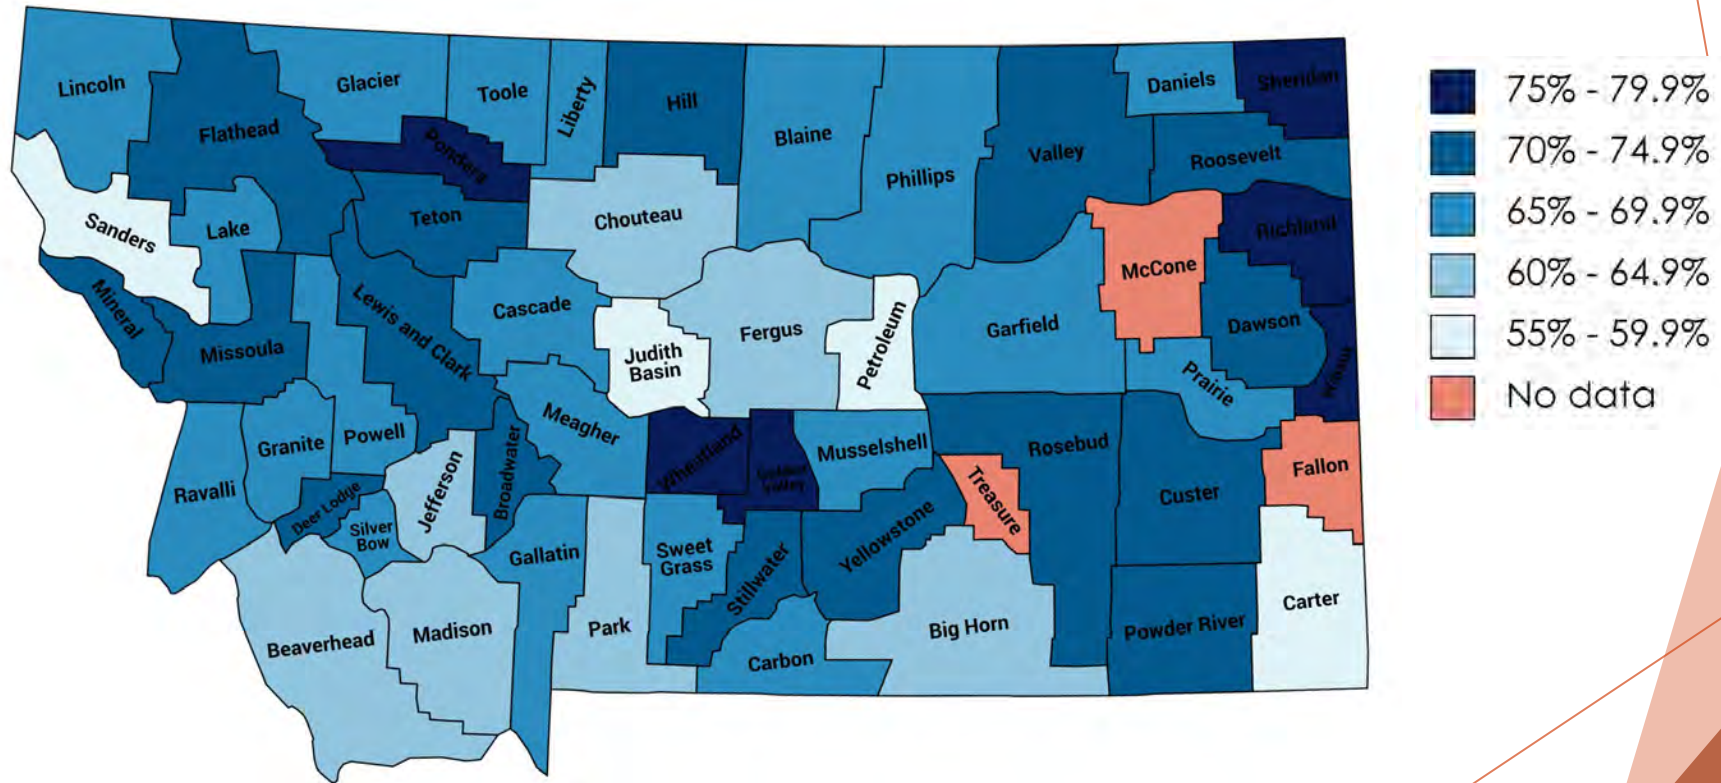 Lincoln
Flathead
Glacier
Toole
Liberty
Hill
Blaine
Phillips
Valley
Daniels
Sheridan
Roosevelt
Pondera
Teton
Chouteau
Sanders
Lake
Richland
McCone
Mineral
Missoula
Lewis and Clark
Cascade
Judith
Basin
Fergus
Petroleum
Garfield
Dawson
Wibaux
Prairie
Ravalli
Granite
Powell
Meagher
Wheatland
Golden
Valley
Musselshell
Rosebud
Treasure
Custer
Fallon
Deer Lodge
Silver
Bow
Jefferson
Broadwater
Gallatin
Sweet
Grass
Stillwater
Yellowstone
Beaverhead
Madison
Park
Carbon
Big Horn
Powder River
Carter
75% - 79.9%
70% - 74.9%
65% - 69.9%
60% - 64.9%
55% - 59.9%
No data